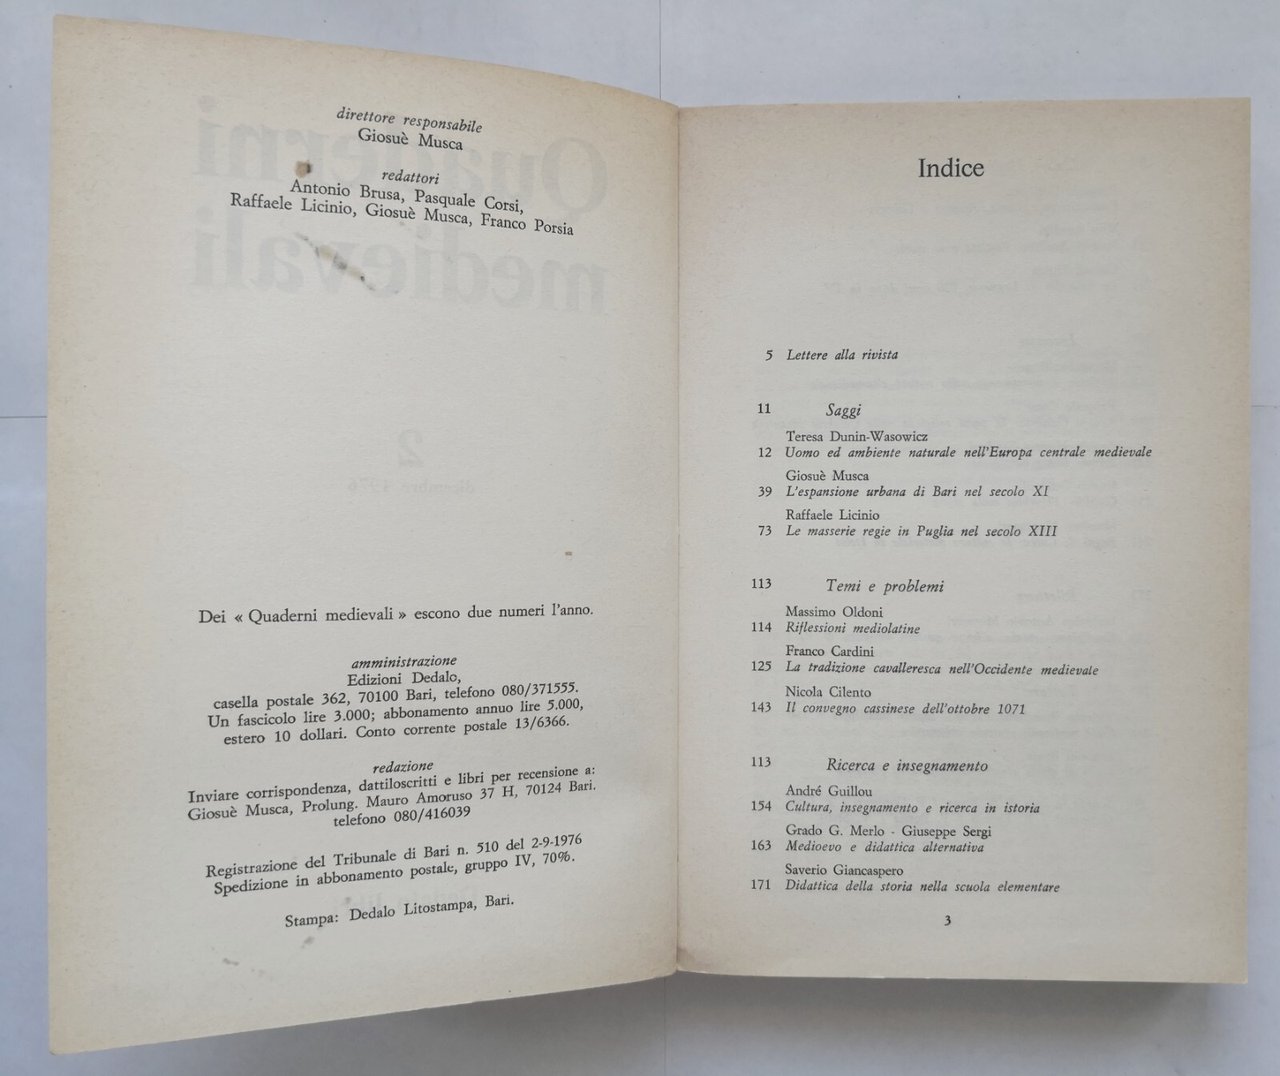 direttore responsabile
Giosuè Musca
redattori
Antonio Brusa, Pasquale Corsi,
Raffaele Licinio, Giosuè Musca, Franco Porsia
Quaderni
medievali
2
dicembre 1976
Dei « Quaderni medievali » escono due numeri l'anno.
amministrazione
Edizioni Dedalo,
casella postale 362, 70100 Bari, telefono 080/371555.
Un fascicolo lire 3.000; abbonamento annuo lire 5.000,
estero 10 dollari. Conto corrente postale 13/6366.
redazione
Inviare corrispondenza, dattiloscritti e libri per recensione a:
Giosuè Musca, Prolung. Mauro Amoruso 37 H, 70124 Bari.
telefono 080/416039
Registrazione del Tribunale di Bari n. 510 del 2-9-1976
Spedizione in abbonamento postale, gruppo IV, 70%.
Stampa: Dedalo Litostampa, Bari.
Indice
5 Lettere alla rivista
11 Saggi
Teresa Dunin-Wasowicz
12 Uomo ed ambiente naturale nell'Europa centrale medievale
Giosuè Musca
39 L'espansione urbana di Bari nel secolo XI
Raffaele Licinio
73 Le masserie regie in Puglia nel secolo XIII
113 Temi e problemi
Massimo Oldoni
114 Riflessioni mediolatine
Franco Cardini
125 La tradizione cavalleresca nell'Occidente medievale
Nicola Cilento
143 Il convegno cassinese dell'ottobre 1071
113 Ricerca e insegnamento
André Guillou
154 Cultura, insegnamento e ricerca in istoria
Grado G. Merlo - Giuseppe Sergi
163 Medioevo e didattica alternativa
Saverio Giancaspero
171 Didattica della storia nella scuola elementare
3